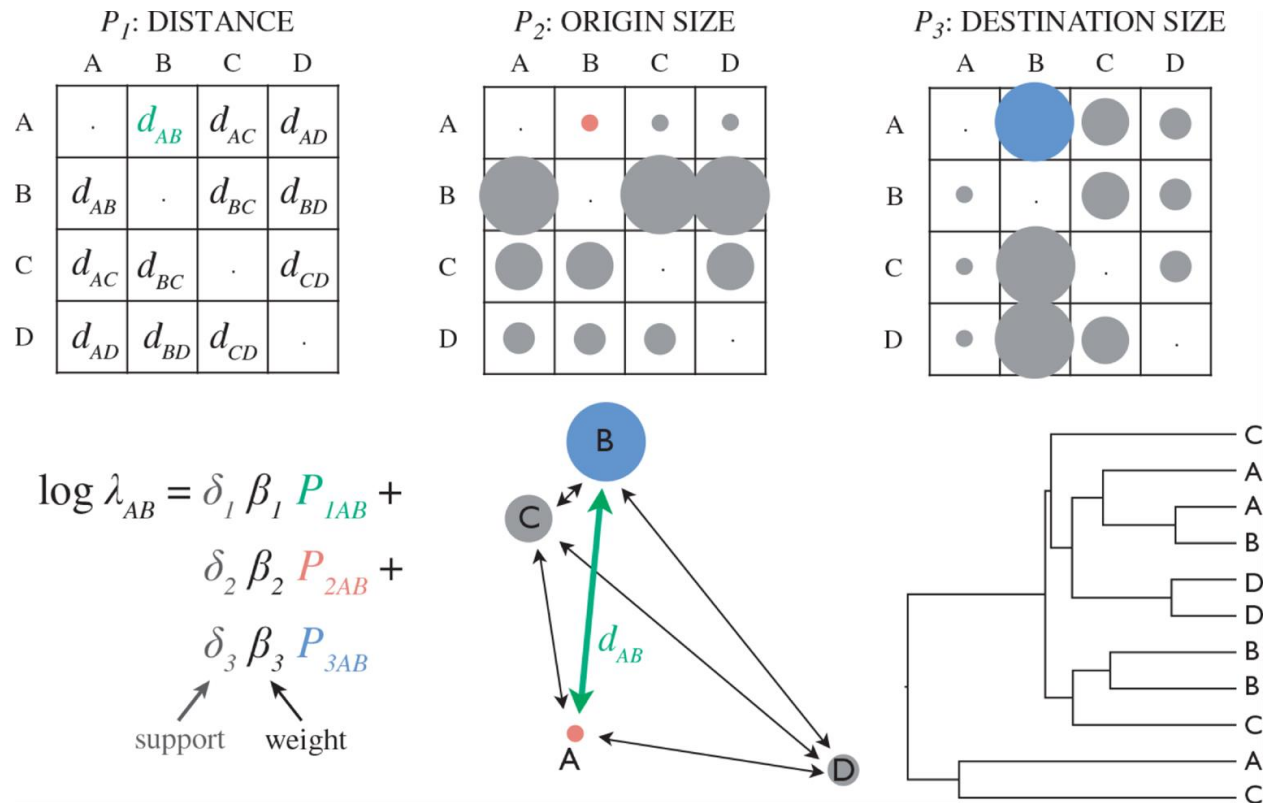 P1: DISTANCE
A B C D
A . dAB dAC dAD
B dAB . dBC dBD
C dAC dBC . dCD
D dAD dBD dCD .
P2: ORIGIN SIZE
A B C D
A .
B .
C .
D .
P3: DESTINATION SIZE
A B C D
A .
B .
C .
D .
log λAB = δ1 β1 P1AB +
δ2 β2 P2AB +
δ3 β3 P3AB
support weight
B
C
dAB
A
D
C
A
A
B
D
D
B
B
C
A
C